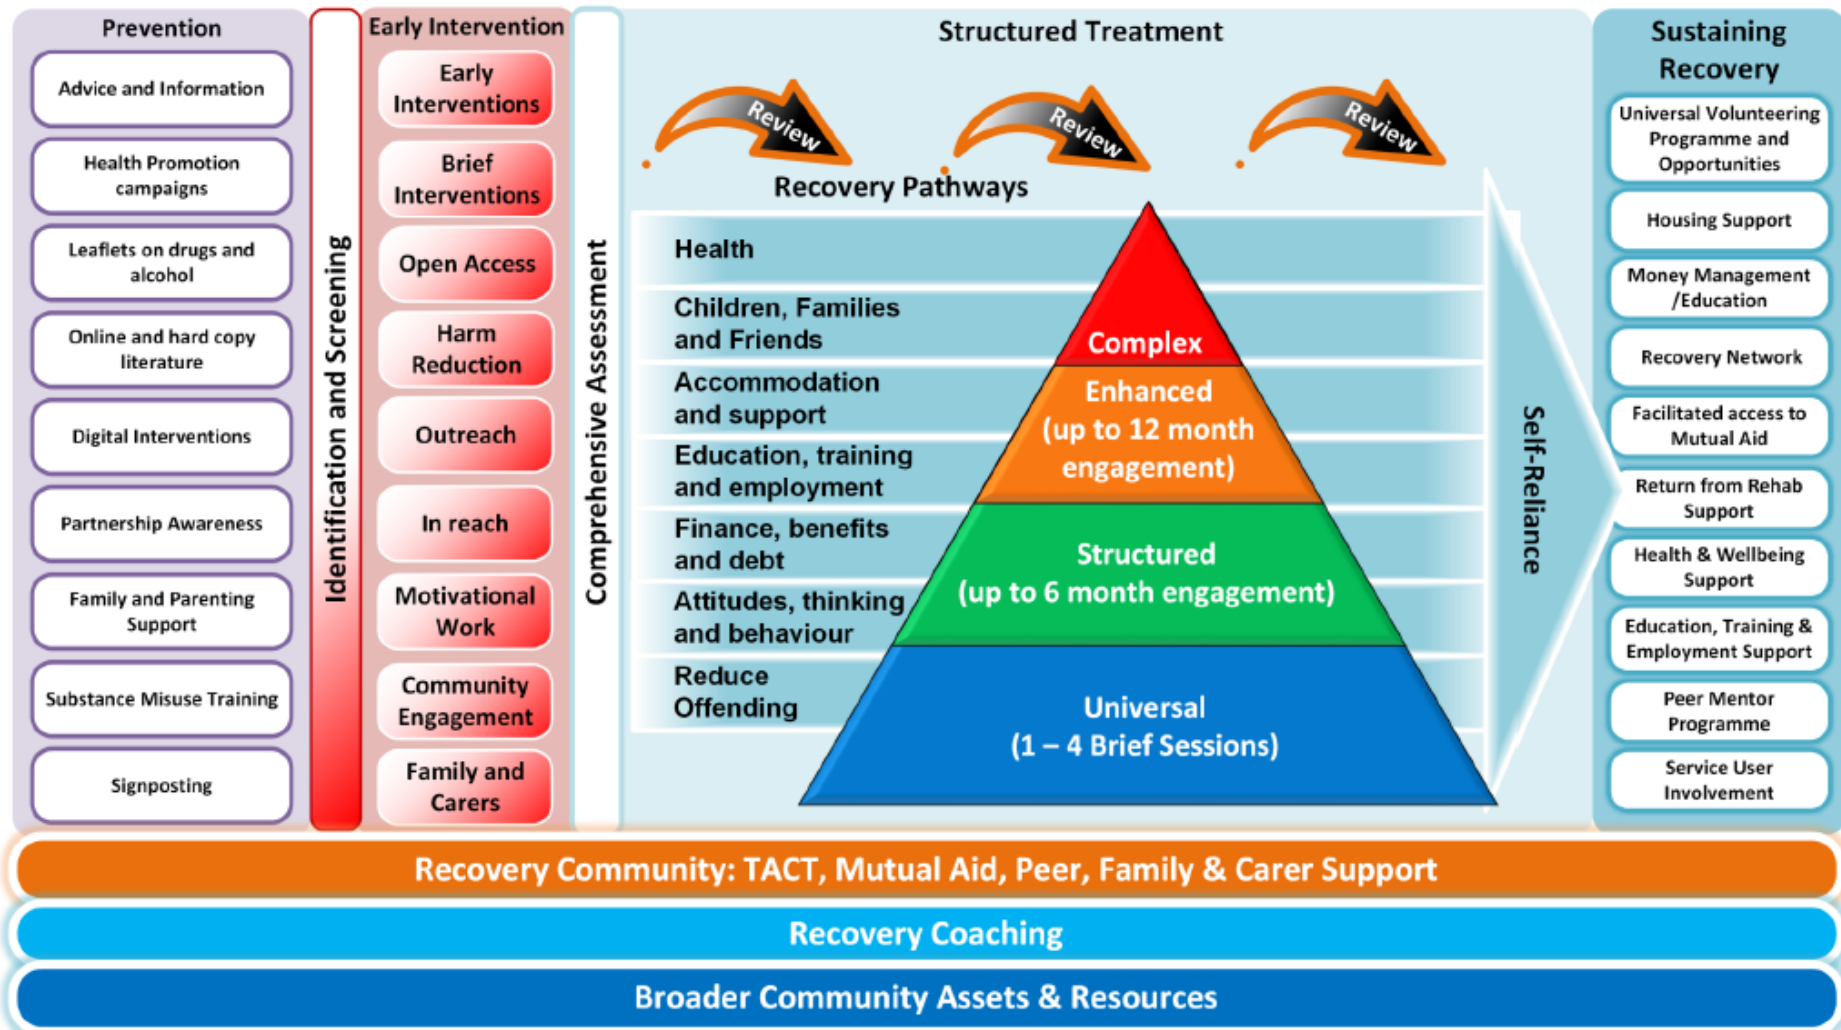 Prevention
Advice and Information
Health Promotion
campaigns
Leaflets on drugs and
alcohol
Online and hard copy
literature
Digital Interventions
Partnership Awareness
Family and Parenting
Support
Substance Misuse Training
Signposting
Identification and Screening
Early Intervention
Early
Interventions
Brief
Interventions
Open Access
Harm
Reduction
Outreach
In reach
Motivational
Work
Community
Engagement
Family and
Carers
Comprehensive Assessment
Structured Treatment
Review
Review
Review
Recovery Pathways
Health
Children, Families
and Friends
Accommodation
and support
Education, training
and employment
Finance, benefits
and debt
Attitudes, thinking
and behaviour
Reduce
Offending
Complex
Enhanced
(up to 12 month
engagement)
Structured
(up to 6 month engagement)
Universal
(1 – 4 Brief Sessions)
Self-Reliance
Sustaining
Recovery
Universal Volunteering
Programme and
Opportunities
Housing Support
Money Management
/Education
Recovery Network
Facilitated access to
Mutual Aid
Return from Rehab
Support
Health & Wellbeing
Support
Education, Training &
Employment Support
Peer Mentor
Programme
Service User
Involvement
Recovery Community: TACT, Mutual Aid, Peer, Family & Carer Support
Recovery Coaching
Broader Community Assets & Resources